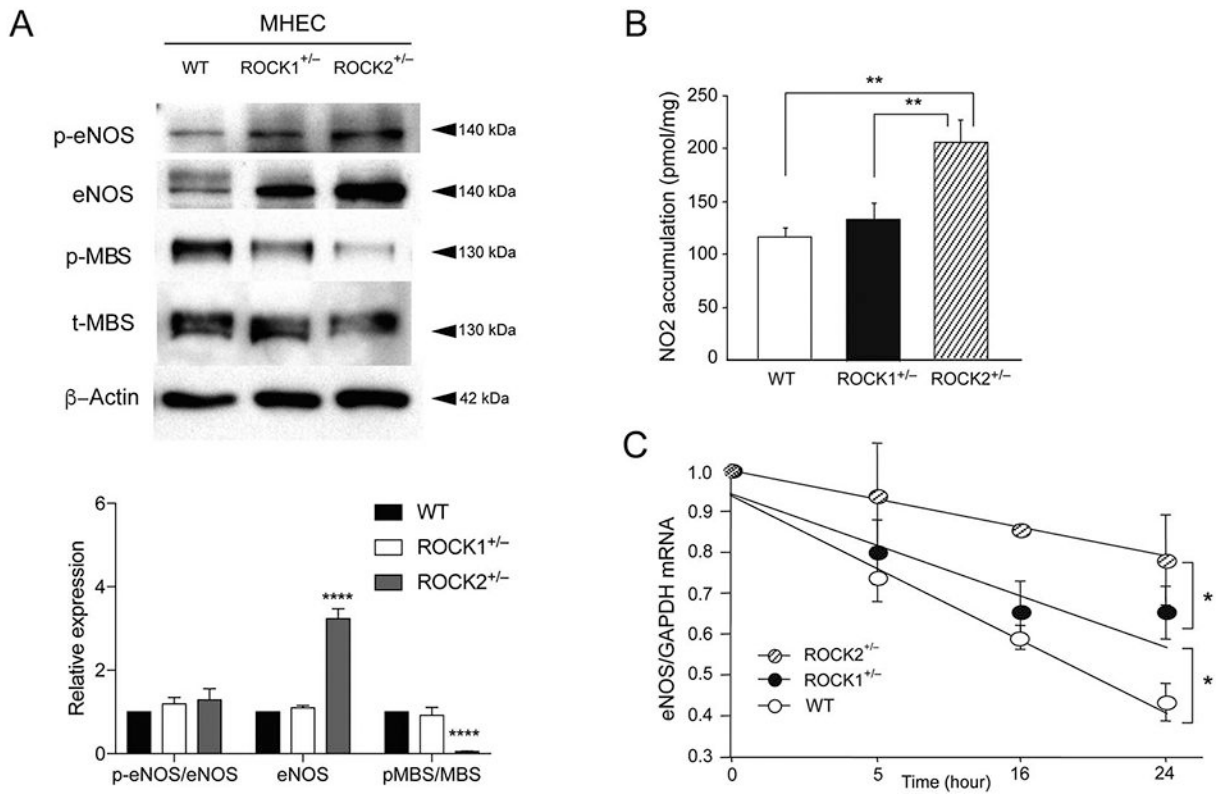 A
MHEC
WT ROCK1+/– ROCK2+/–
p-eNOS 140 kDa
eNOS 140 kDa
p-MBS 130 kDa
t-MBS 130 kDa
β–Actin 42 kDa
Relative expression
6
4
2
0
WT
ROCK1+/–
ROCK2+/–
****
****
p-eNOS/eNOS eNOS pMBS/MBS
B
NO2 accumulation (pmol/mg)
250
200
150
100
50
0
**
**
WT ROCK1+/– ROCK2+/–
C
eNOS/GAPDH mRNA
1.0
0.9
0.8
0.7
0.6
0.5
0.4
0.3
ROCK2+/–
ROCK1+/–
WT
*
*
0 5 16 24
Time (hour)